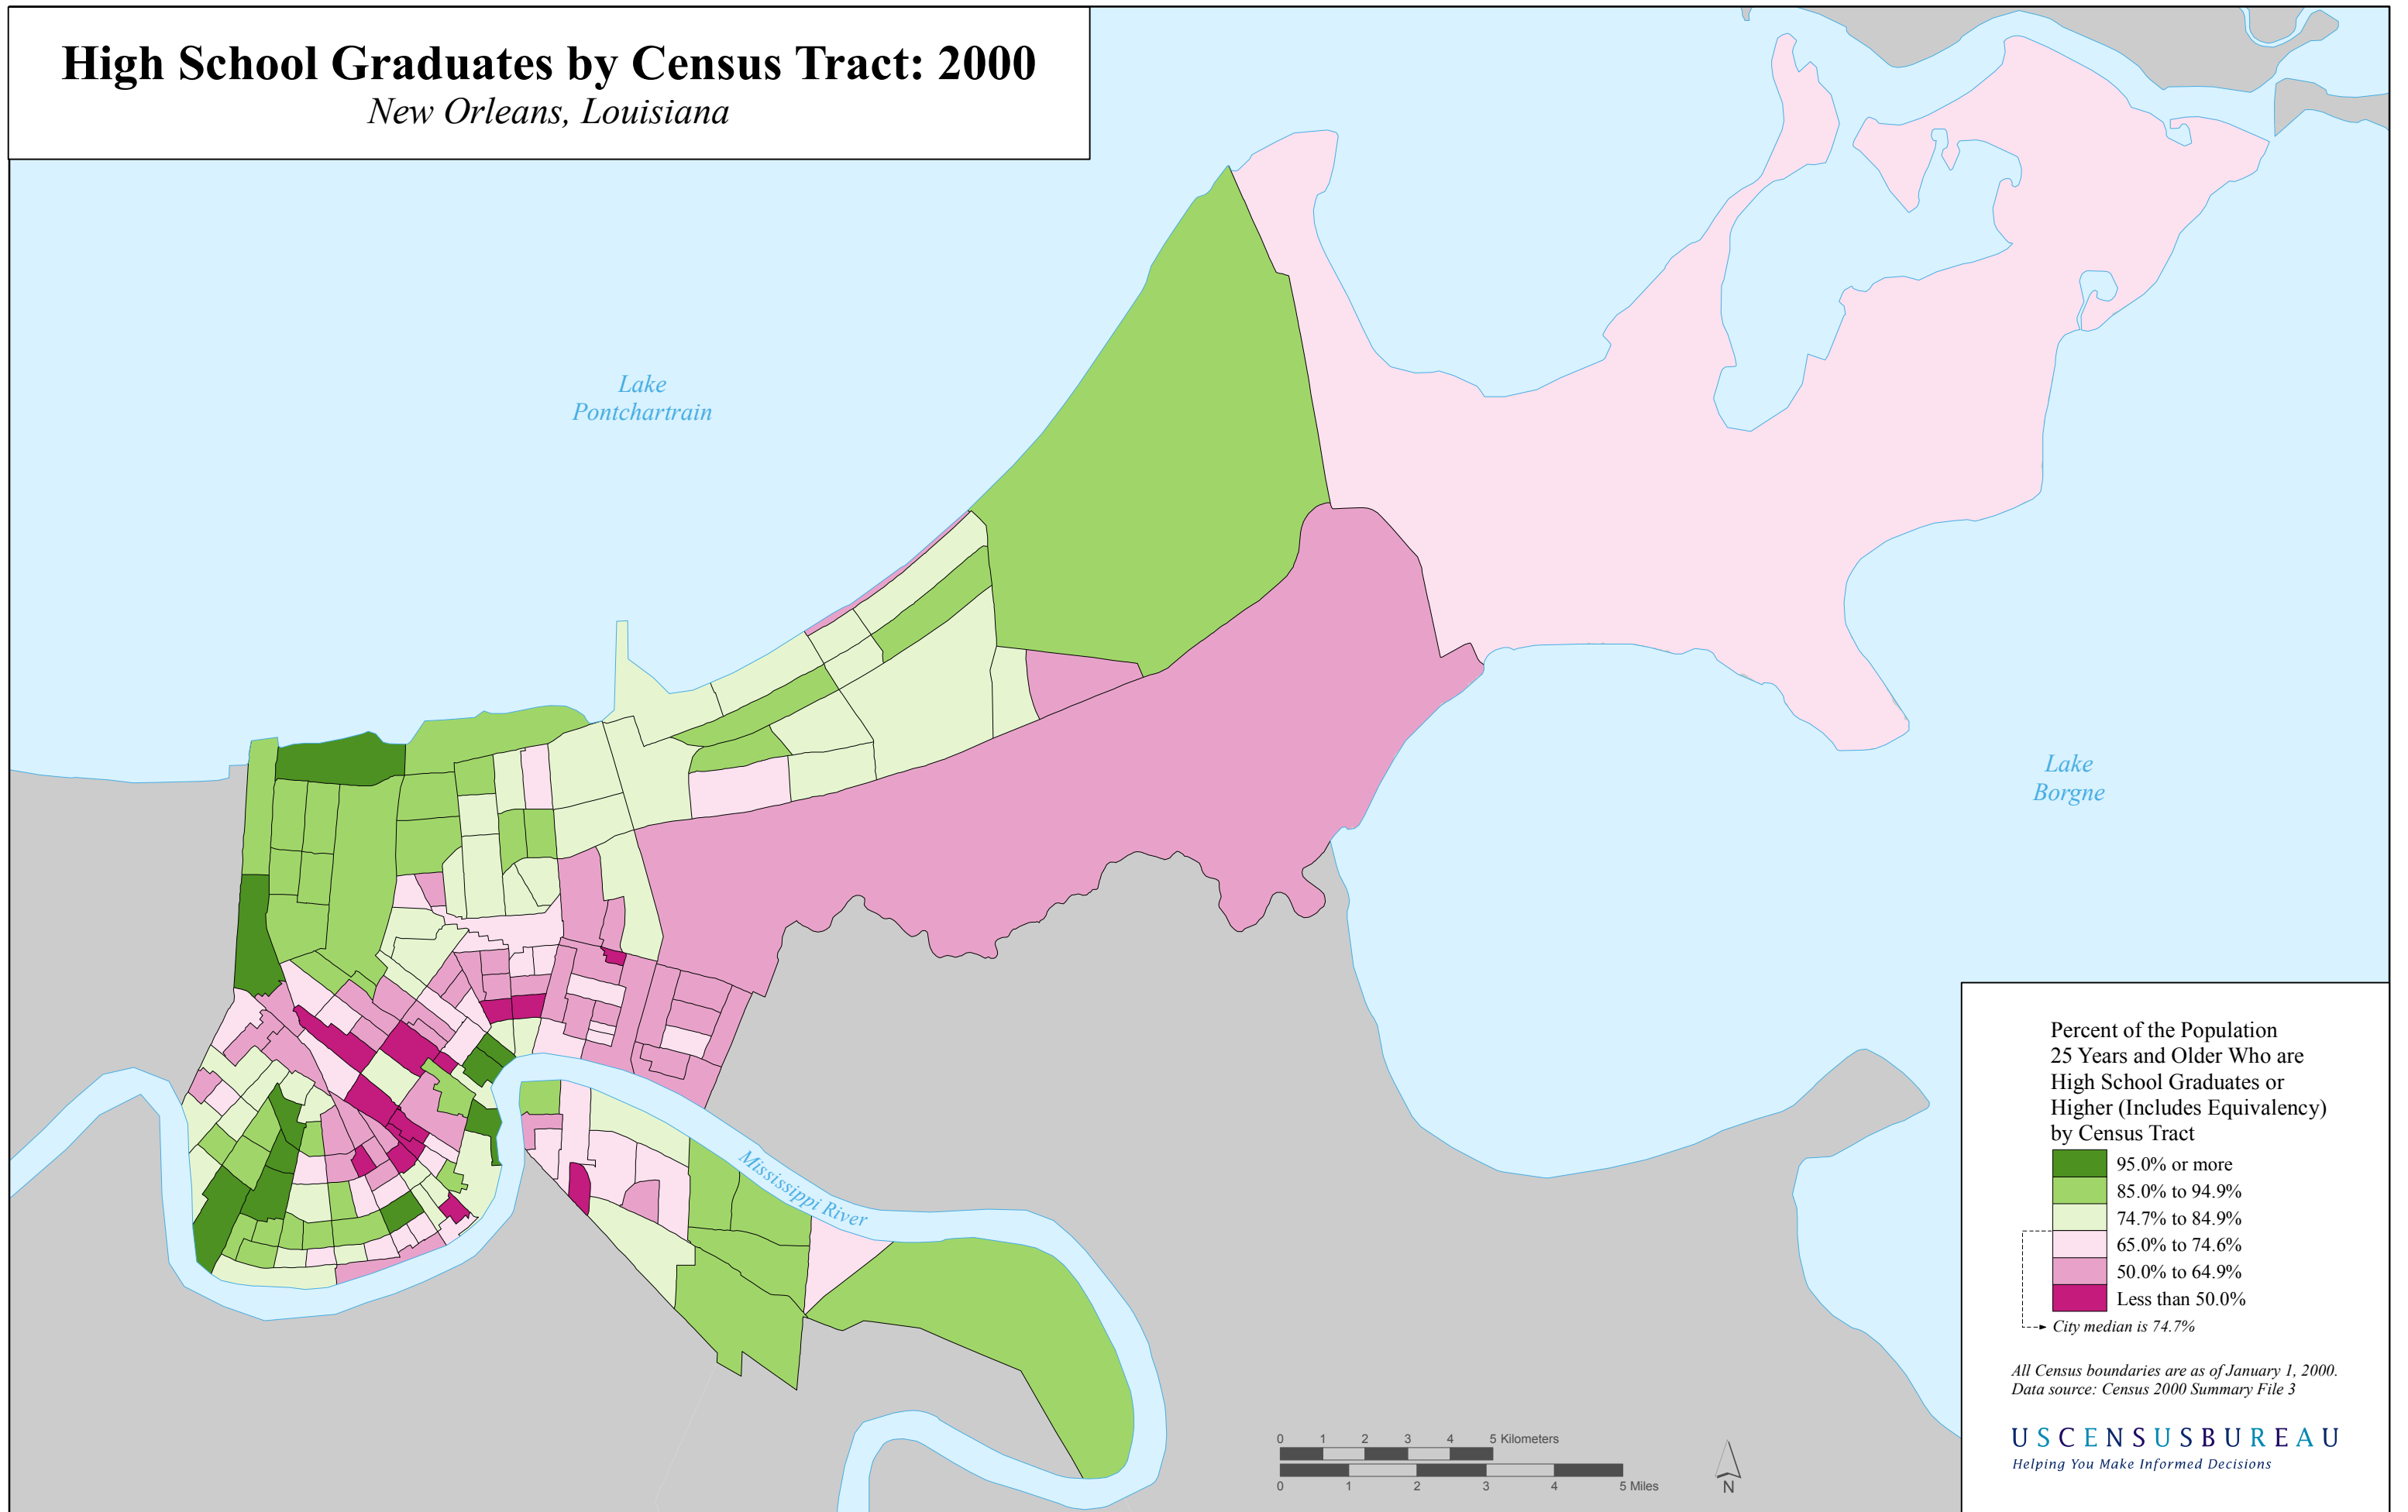 High School Graduates by Census Tract: 2000
New Orleans, Louisiana
Lake
Pontchartrain
Lake
Borgne
Mississippi River
Percent of the Population
25 Years and Older Who are
High School Graduates or
Higher (Includes Equivalency)
by Census Tract
95.0% or more
85.0% to 94.9%
74.7% to 84.9%
65.0% to 74.6%
50.0% to 64.9%
Less than 50.0%
City median is 74.7%
All Census boundaries are as of January 1, 2000.
Data source: Census 2000 Summary File 3
USCENSUSBUREAU
Helping You Make Informed Decisions
0 1 2 3 4 5 Kilometers
0 1 2 3 4 5 Miles
N